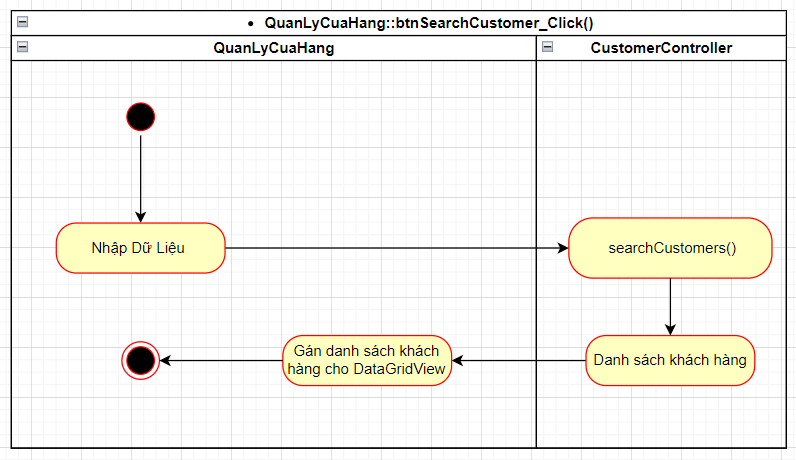 • QuanLyCuaHang::btnSearchCustomer_Click()
QuanLyCuaHang
CustomerController
Nhập Dữ Liệu
searchCustomers()
Gán danh sách khách
hàng cho DataGridView
Danh sách khách hàng